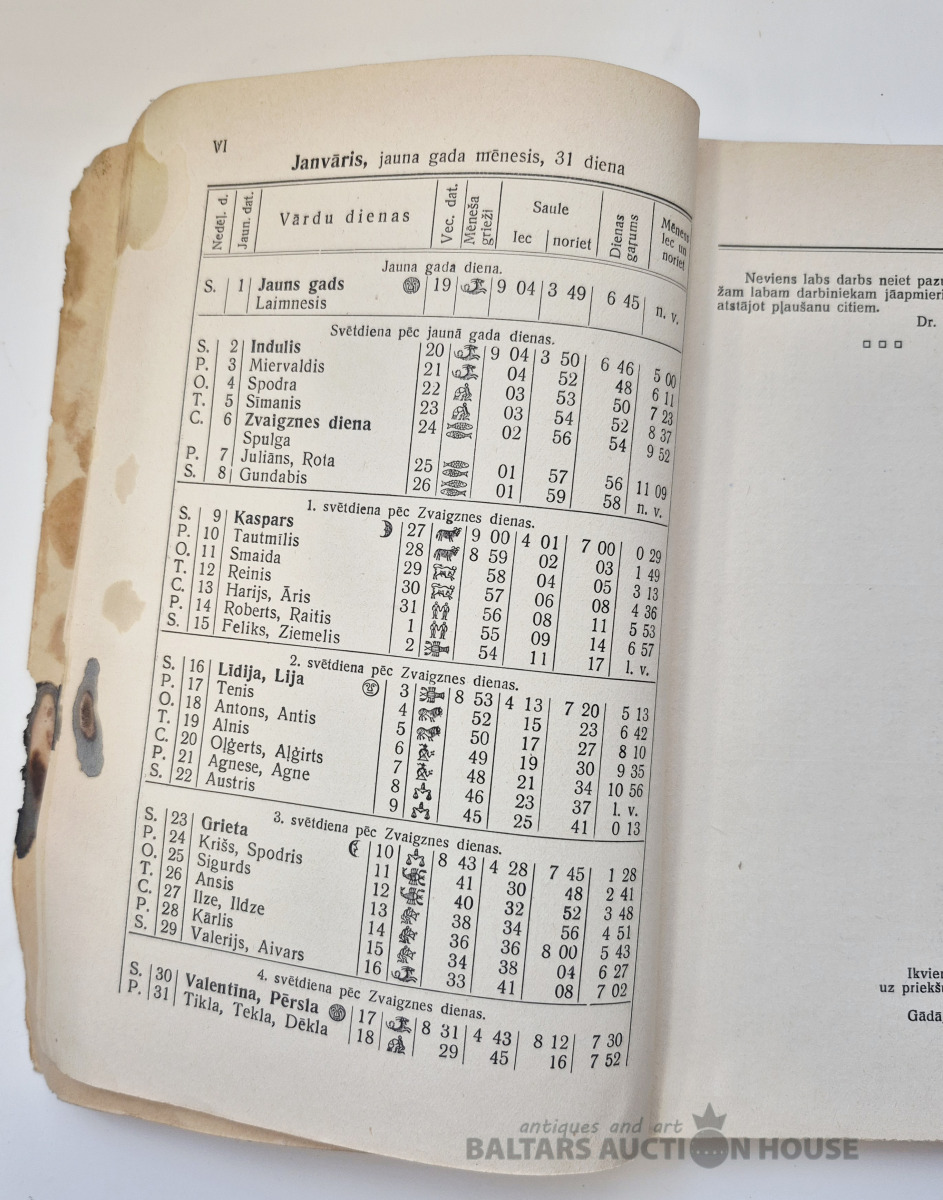 VI
Janvāris, jauna gada mēnesis, 31 diena
Nedēļ. d. Jaun. dat. Vārdu dienas Vec. dat. Mēneša grieži Saule lec noriet Dienas gaŗums Mēness lec un noriet
Jauna gada diena.
S. 1 Jauns gads 19 9 04 3 49 6 45 n. v.
Laimnesis
Svētdiena pēc jaunā gada dienas.
S. 2 Indulis 20 9 04 3 50 6 46 5 00
P. 3 Miervaldis 21 04 52 48 6 11
O. 4 Spodra 22 03 53 50 7 23
T. 5 Sīmanis 23 03 54 52 8 37
C. 6 Zvaigznes diena 24 02 56 54 9 52
Spulga
P. 7 Juliāns, Rota 25 01 57 56 11 09
S. 8 Gundabis 26 01 59 58 n. v.
1. svētdiena pēc Zvaigznes dienas.
S. 9 Kaspars 27 9 00 4 01 7 00 0 29
P. 10 Tautmīlis 28 8 59 02 03 1 49
O. 11 Smaida 29 58 04 05 3 13
T. 12 Reinis 30 57 06 08 4 36
C. 13 Harijs, Āris 31 56 08 11 5 53
P. 14 Roberts, Raitis 1 55 09 14 6 57
S. 15 Feliks, Ziemelis 2 54 11 17 l. v.
2. svētdiena pēc Zvaigznes dienas.
S. 16 Līdija, Lija 3 8 53 4 13 7 20 5 13
P. 17 Tenis 4 52 15 23 6 42
O. 18 Antons, Antis 5 50 17 27 8 10
T. 19 Alnis 6 49 19 30 9 35
C. 20 Oļģerts, Aļģirts 7 48 21 34 10 56
P. 21 Agnese, Agne 8 46 23 37 l. v.
S. 22 Austris 9 45 25 41 0 13
3. svētdiena pēc Zvaigznes dienas.
S. 23 Grieta 10 8 43 4 28 7 45 1 28
P. 24 Krišs, Spodris 11 41 30 48 2 41
O. 25 Sigurds 12 40 32 52 3 48
T. 26 Ansis 13 38 34 56 4 51
C. 27 Ilze, Ildze 14 36 36 8 00 5 43
P. 28 Kārlis 15 34 38 04 6 27
S. 29 Valerijs, Aivars 16 33 41 08 7 02
4. svētdiena pēc Zvaigznes dienas.
S. 30 Valentīna, Pērsla 17 8 31 4 43 8 12 7 30
P. 31 Tikla, Tekla, Dēkla 18 29 45 16 7 52
Neviens labs darbs neiet
žam labam darbiniekam
atstājot pļaušanu citiem.
Dr.
uz
antiques and art
BALTARS AUCTION HOUSE